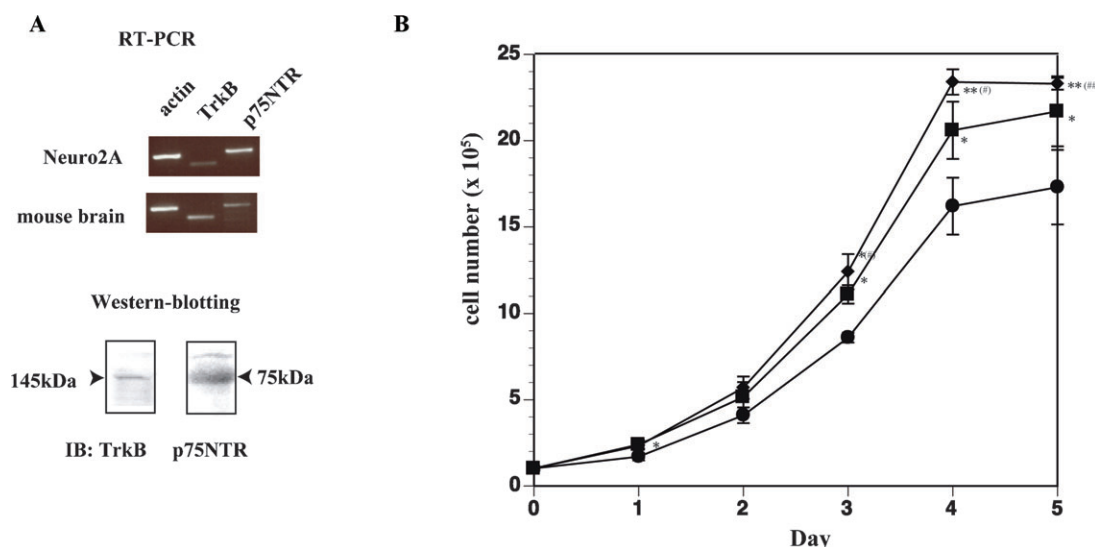 A
RT-PCR
actin
TrkB
p75NTR
Neuro2A
mouse brain
Western-blotting
145kDa
75kDa
IB: TrkB
p75NTR
B
25
20
15
10
5
0
cell number (x 10⁵)
0
1
2
3
4
5
Day
**(#)
**(##
*
*
*(#)
*
*